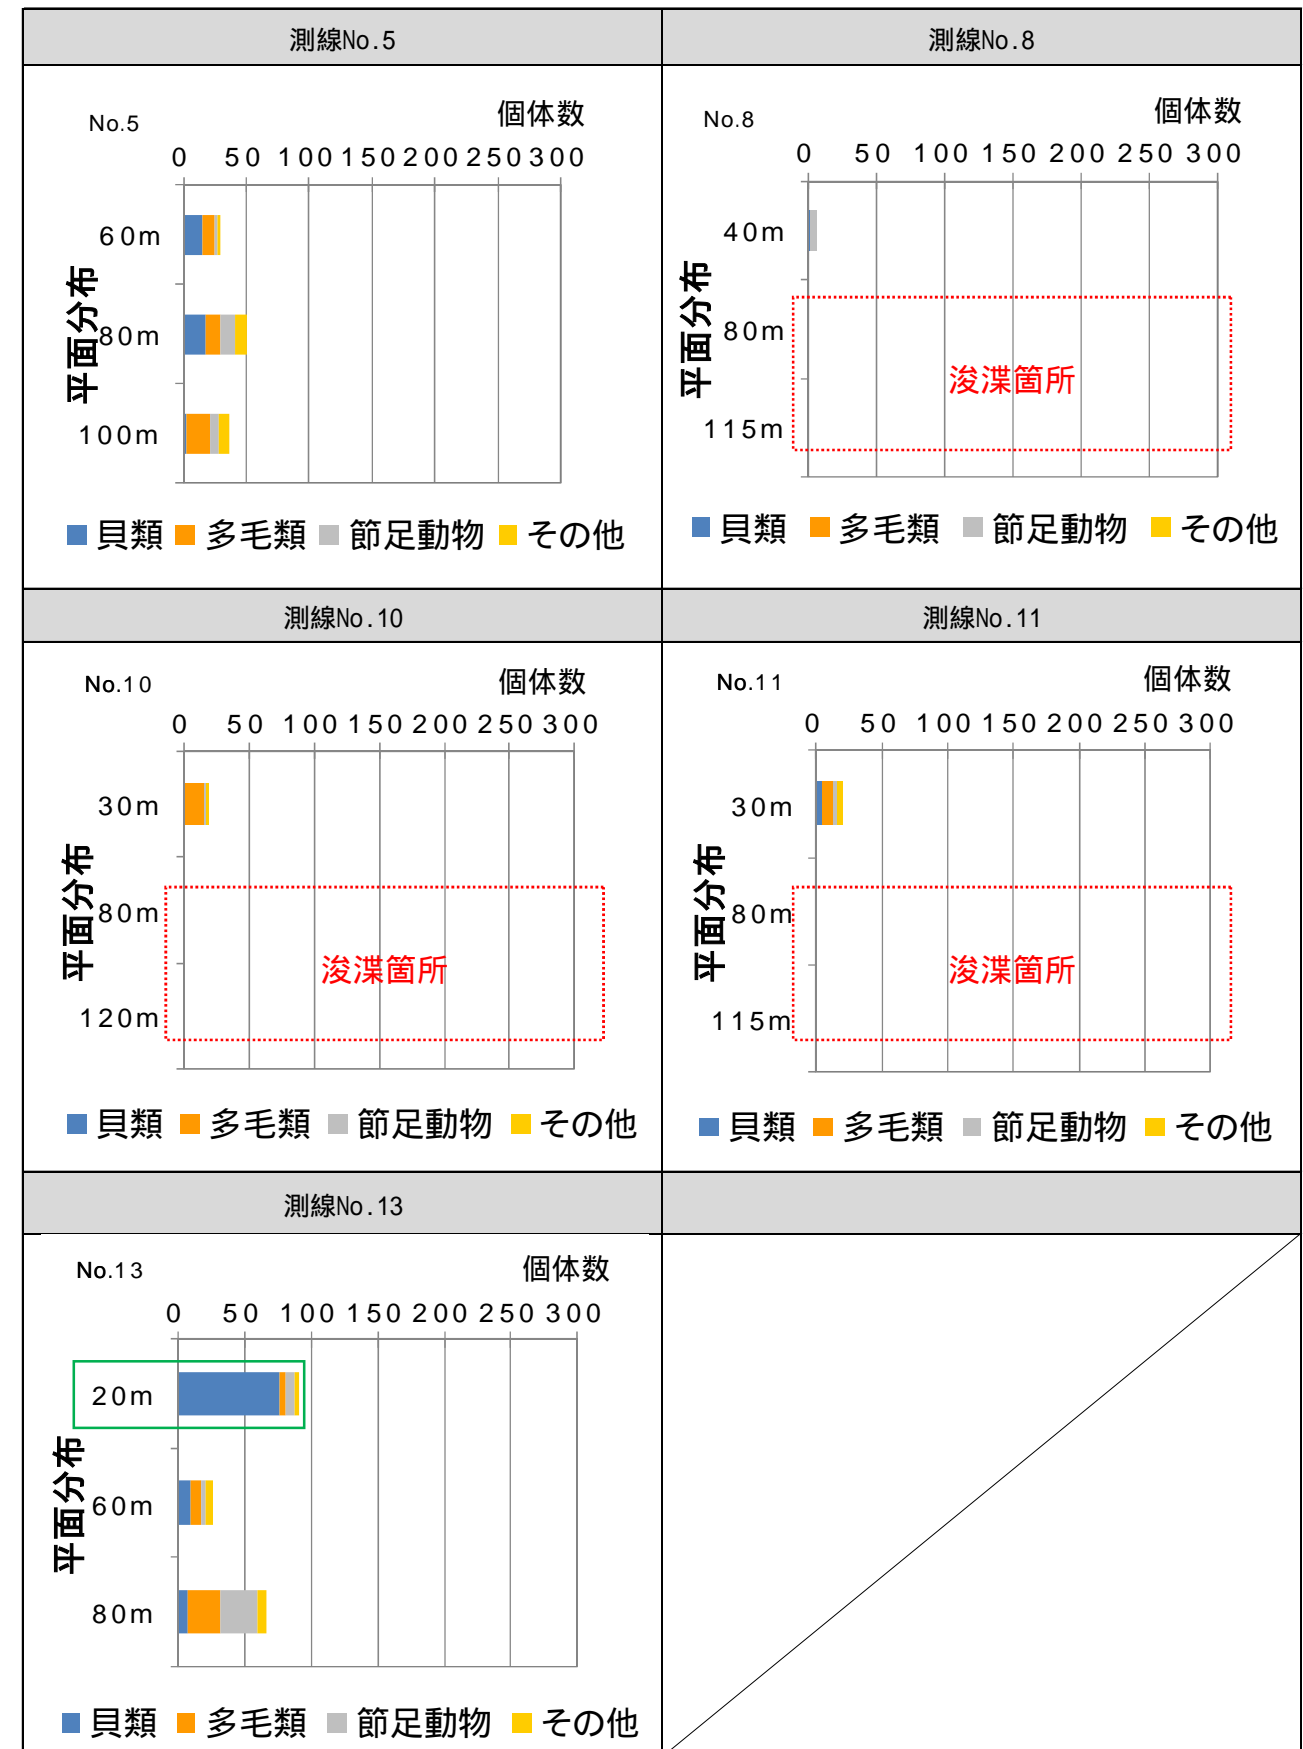 測線No.5
測線No.8
No.5
個体数
0 50 100 150 200 250 300
60m
80m
100m
平面分布
貝類 多毛類 節足動物 その他
No.8
個体数
0 50 100 150 200 250 300
40m
80m
115m
平面分布
浚渫箇所
貝類 多毛類 節足動物 その他
測線No.10
測線No.11
No.10
個体数
0 50 100 150 200 250 300
30m
80m
120m
平面分布
浚渫箇所
貝類 多毛類 節足動物 その他
No.11
個体数
0 50 100 150 200 250 300
30m
80m
115m
平面分布
浚渫箇所
貝類 多毛類 節足動物 その他
測線No.13
No.13
個体数
0 50 100 150 200 250 300
20m
60m
80m
平面分布
貝類 多毛類 節足動物 その他